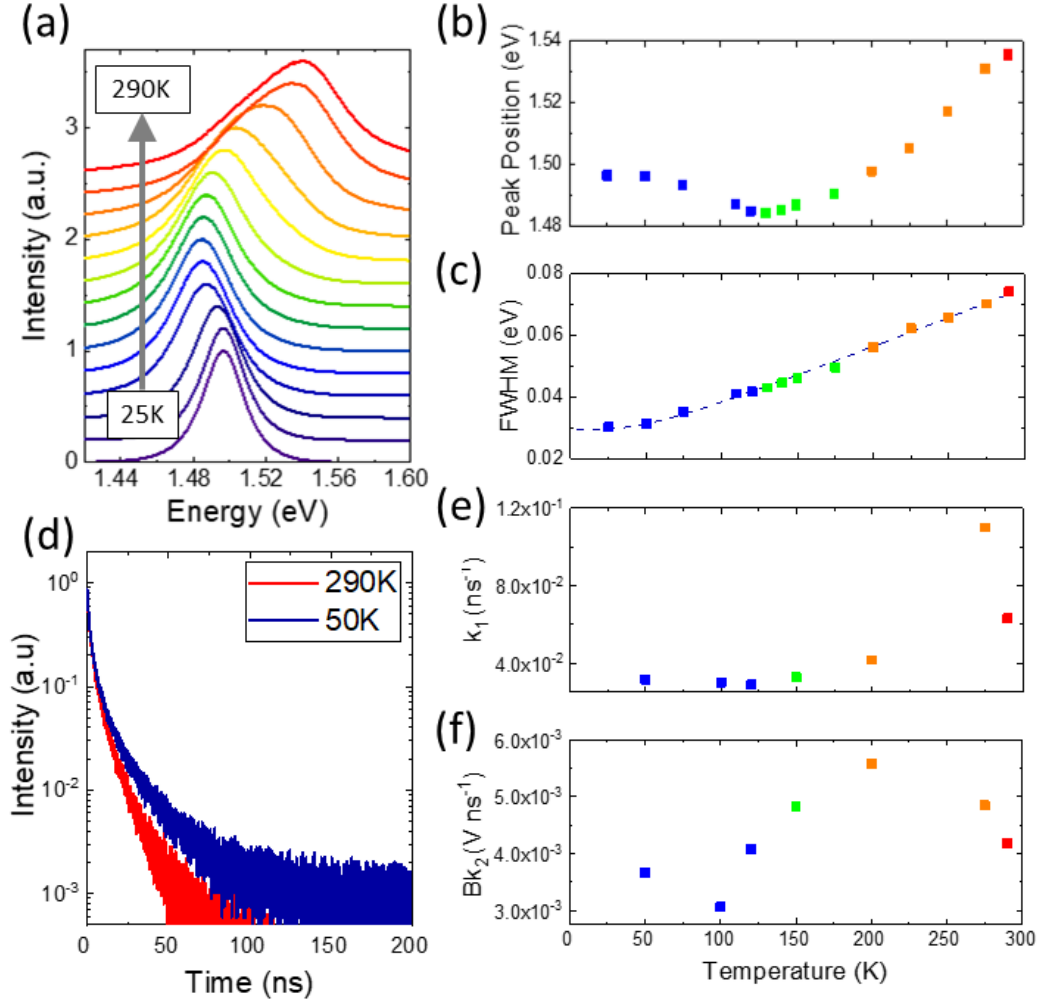 (a)
290K
25K
Intensity (a.u.)
3
2
1
0
1.44 1.48 1.52 1.56 1.60
Energy (eV)
(b)
Peak Position (eV)
1.54
1.52
1.50
1.48
(c)
FWHM (eV)
0.08
0.06
0.04
0.02
(d)
290K
50K
Intensity (a.u)
10⁰
10⁻¹
10⁻²
10⁻³
0 50 100 150 200
Time (ns)
(e)
k₁ (ns⁻¹)
1.2x10⁻¹
8.0x10⁻²
4.0x10⁻²
(f)
Bk₂ (V ns⁻¹)
6.0x10⁻³
5.0x10⁻³
4.0x10⁻³
3.0x10⁻³
0 50 100 150 200 250 300
Temperature (K)